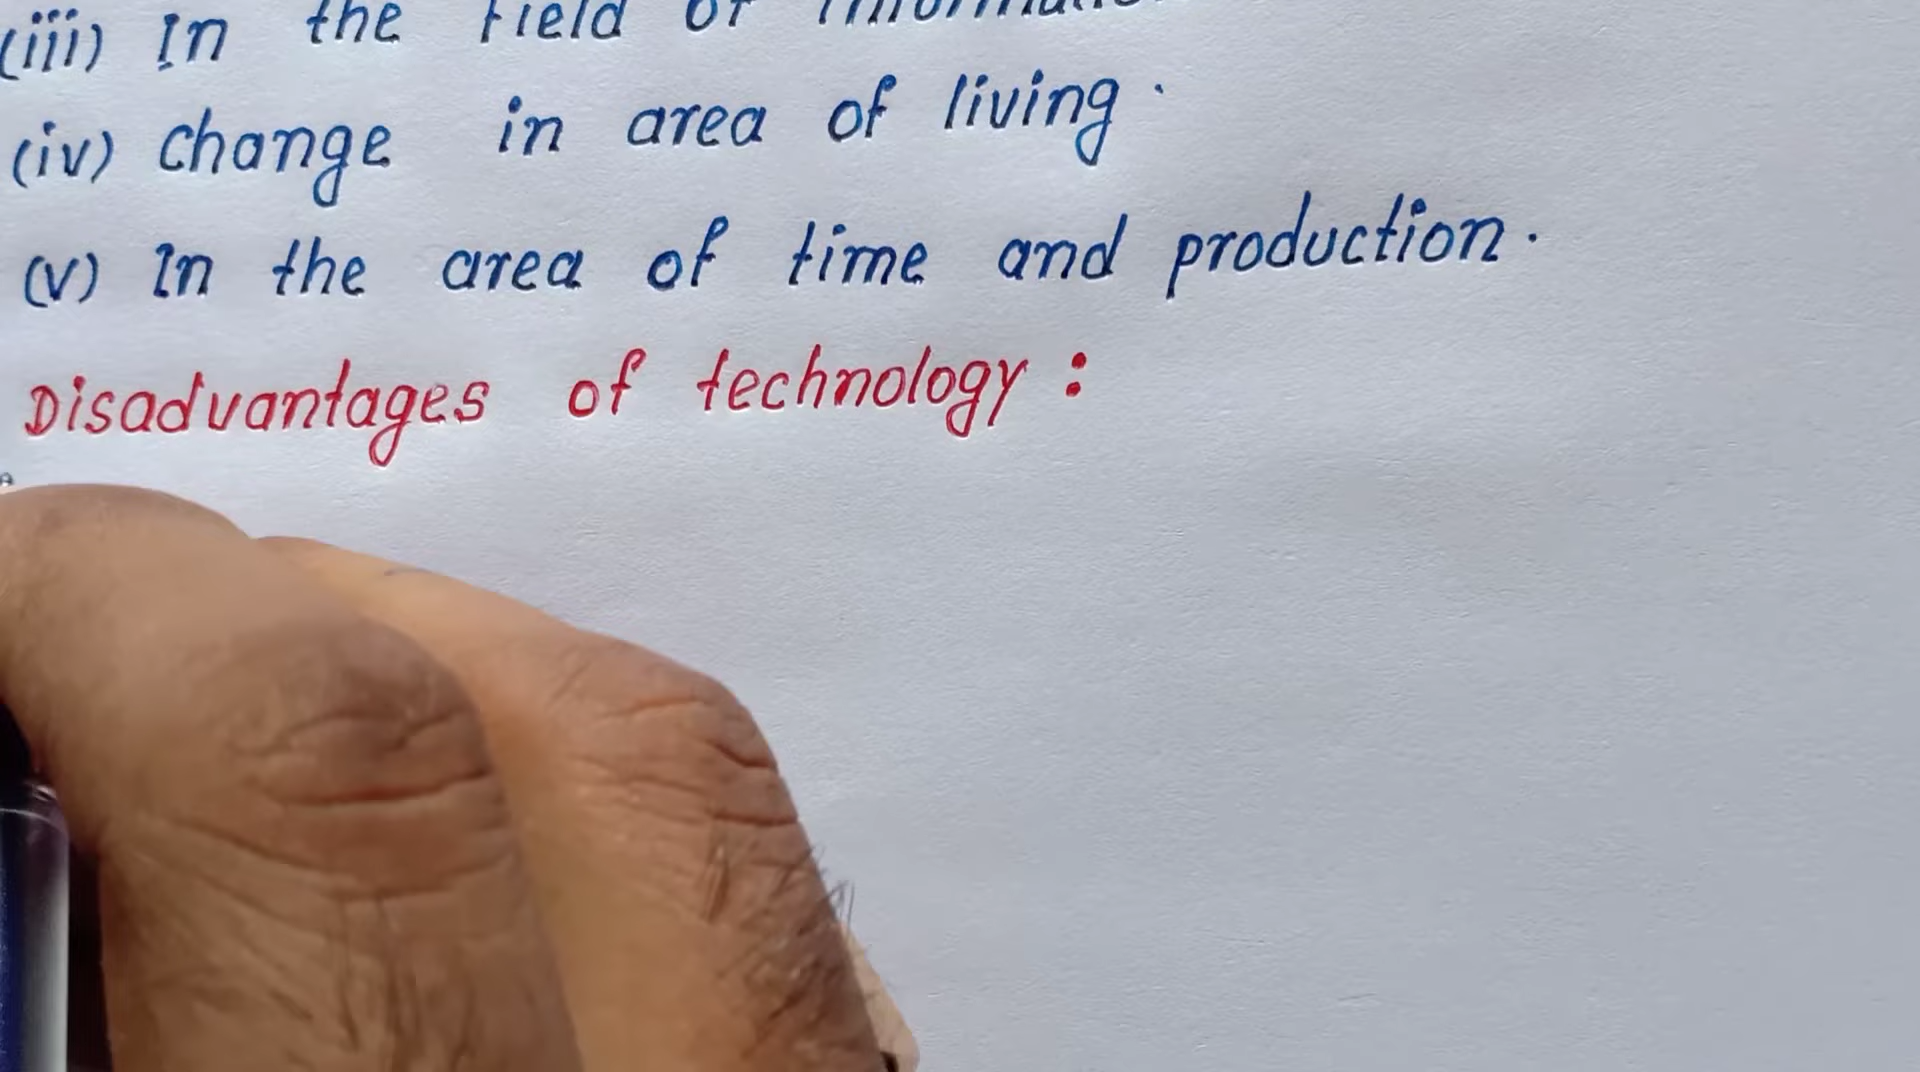 (iii) In the field of
(iv) change in area of living.
(v) In the area of time and production.
Disadvantages of technology :